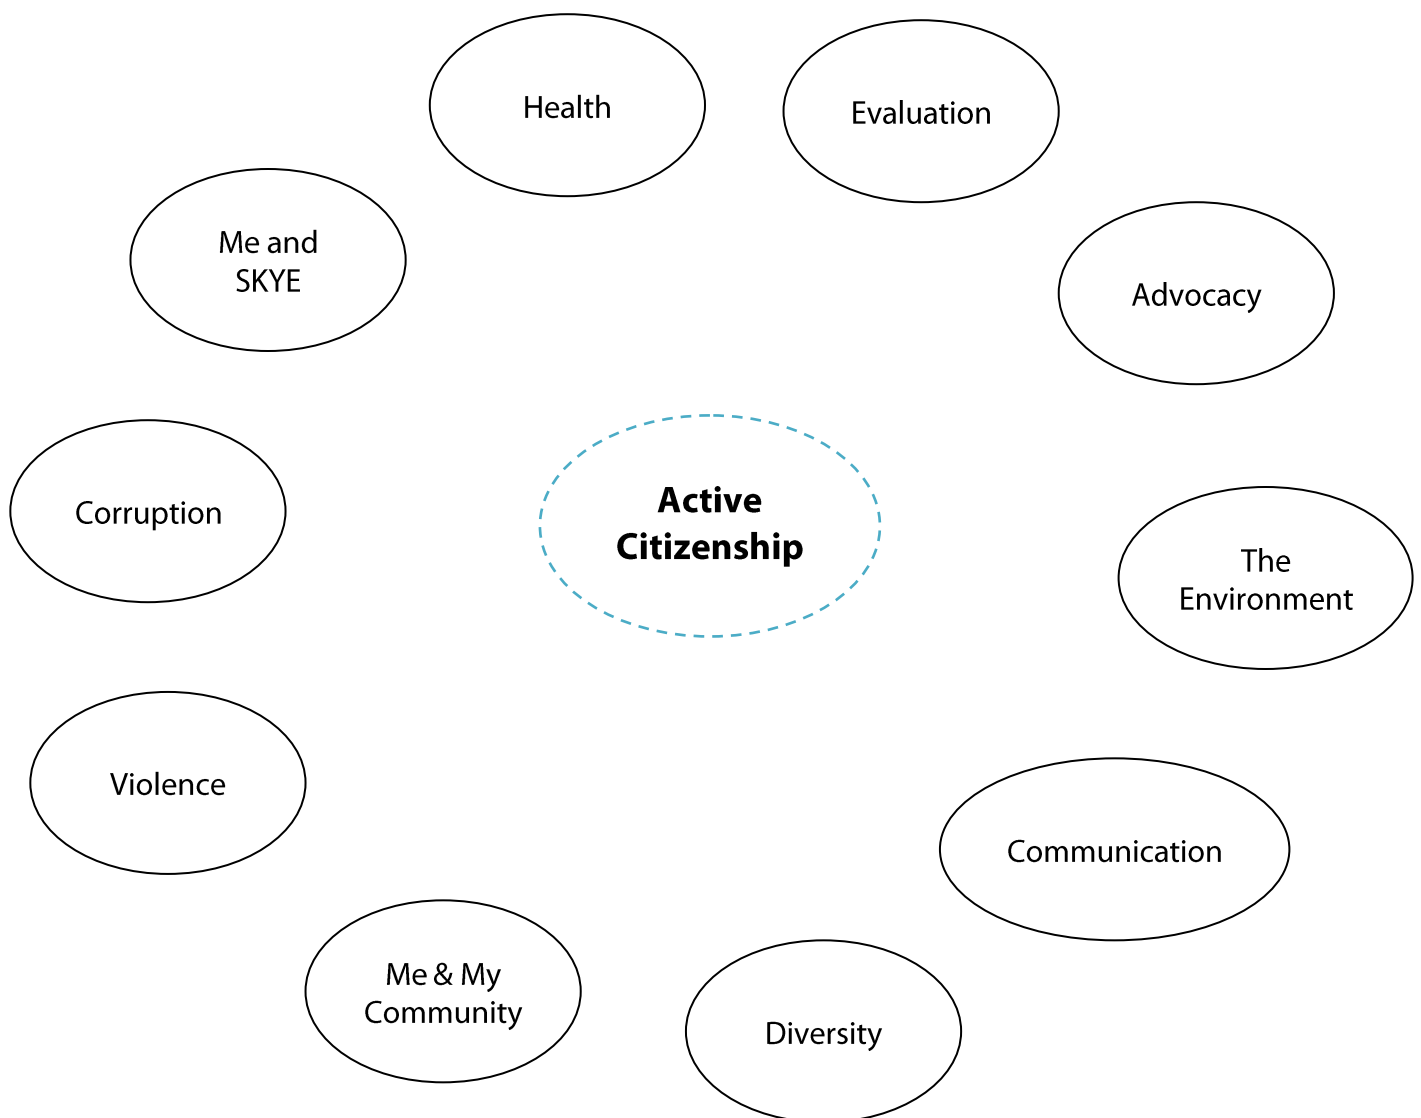 Health
Evaluation
Me and
SKYE
Advocacy
Corruption
Active
Citizenship
The
Environment
Violence
Communication
Me & My
Community
Diversity